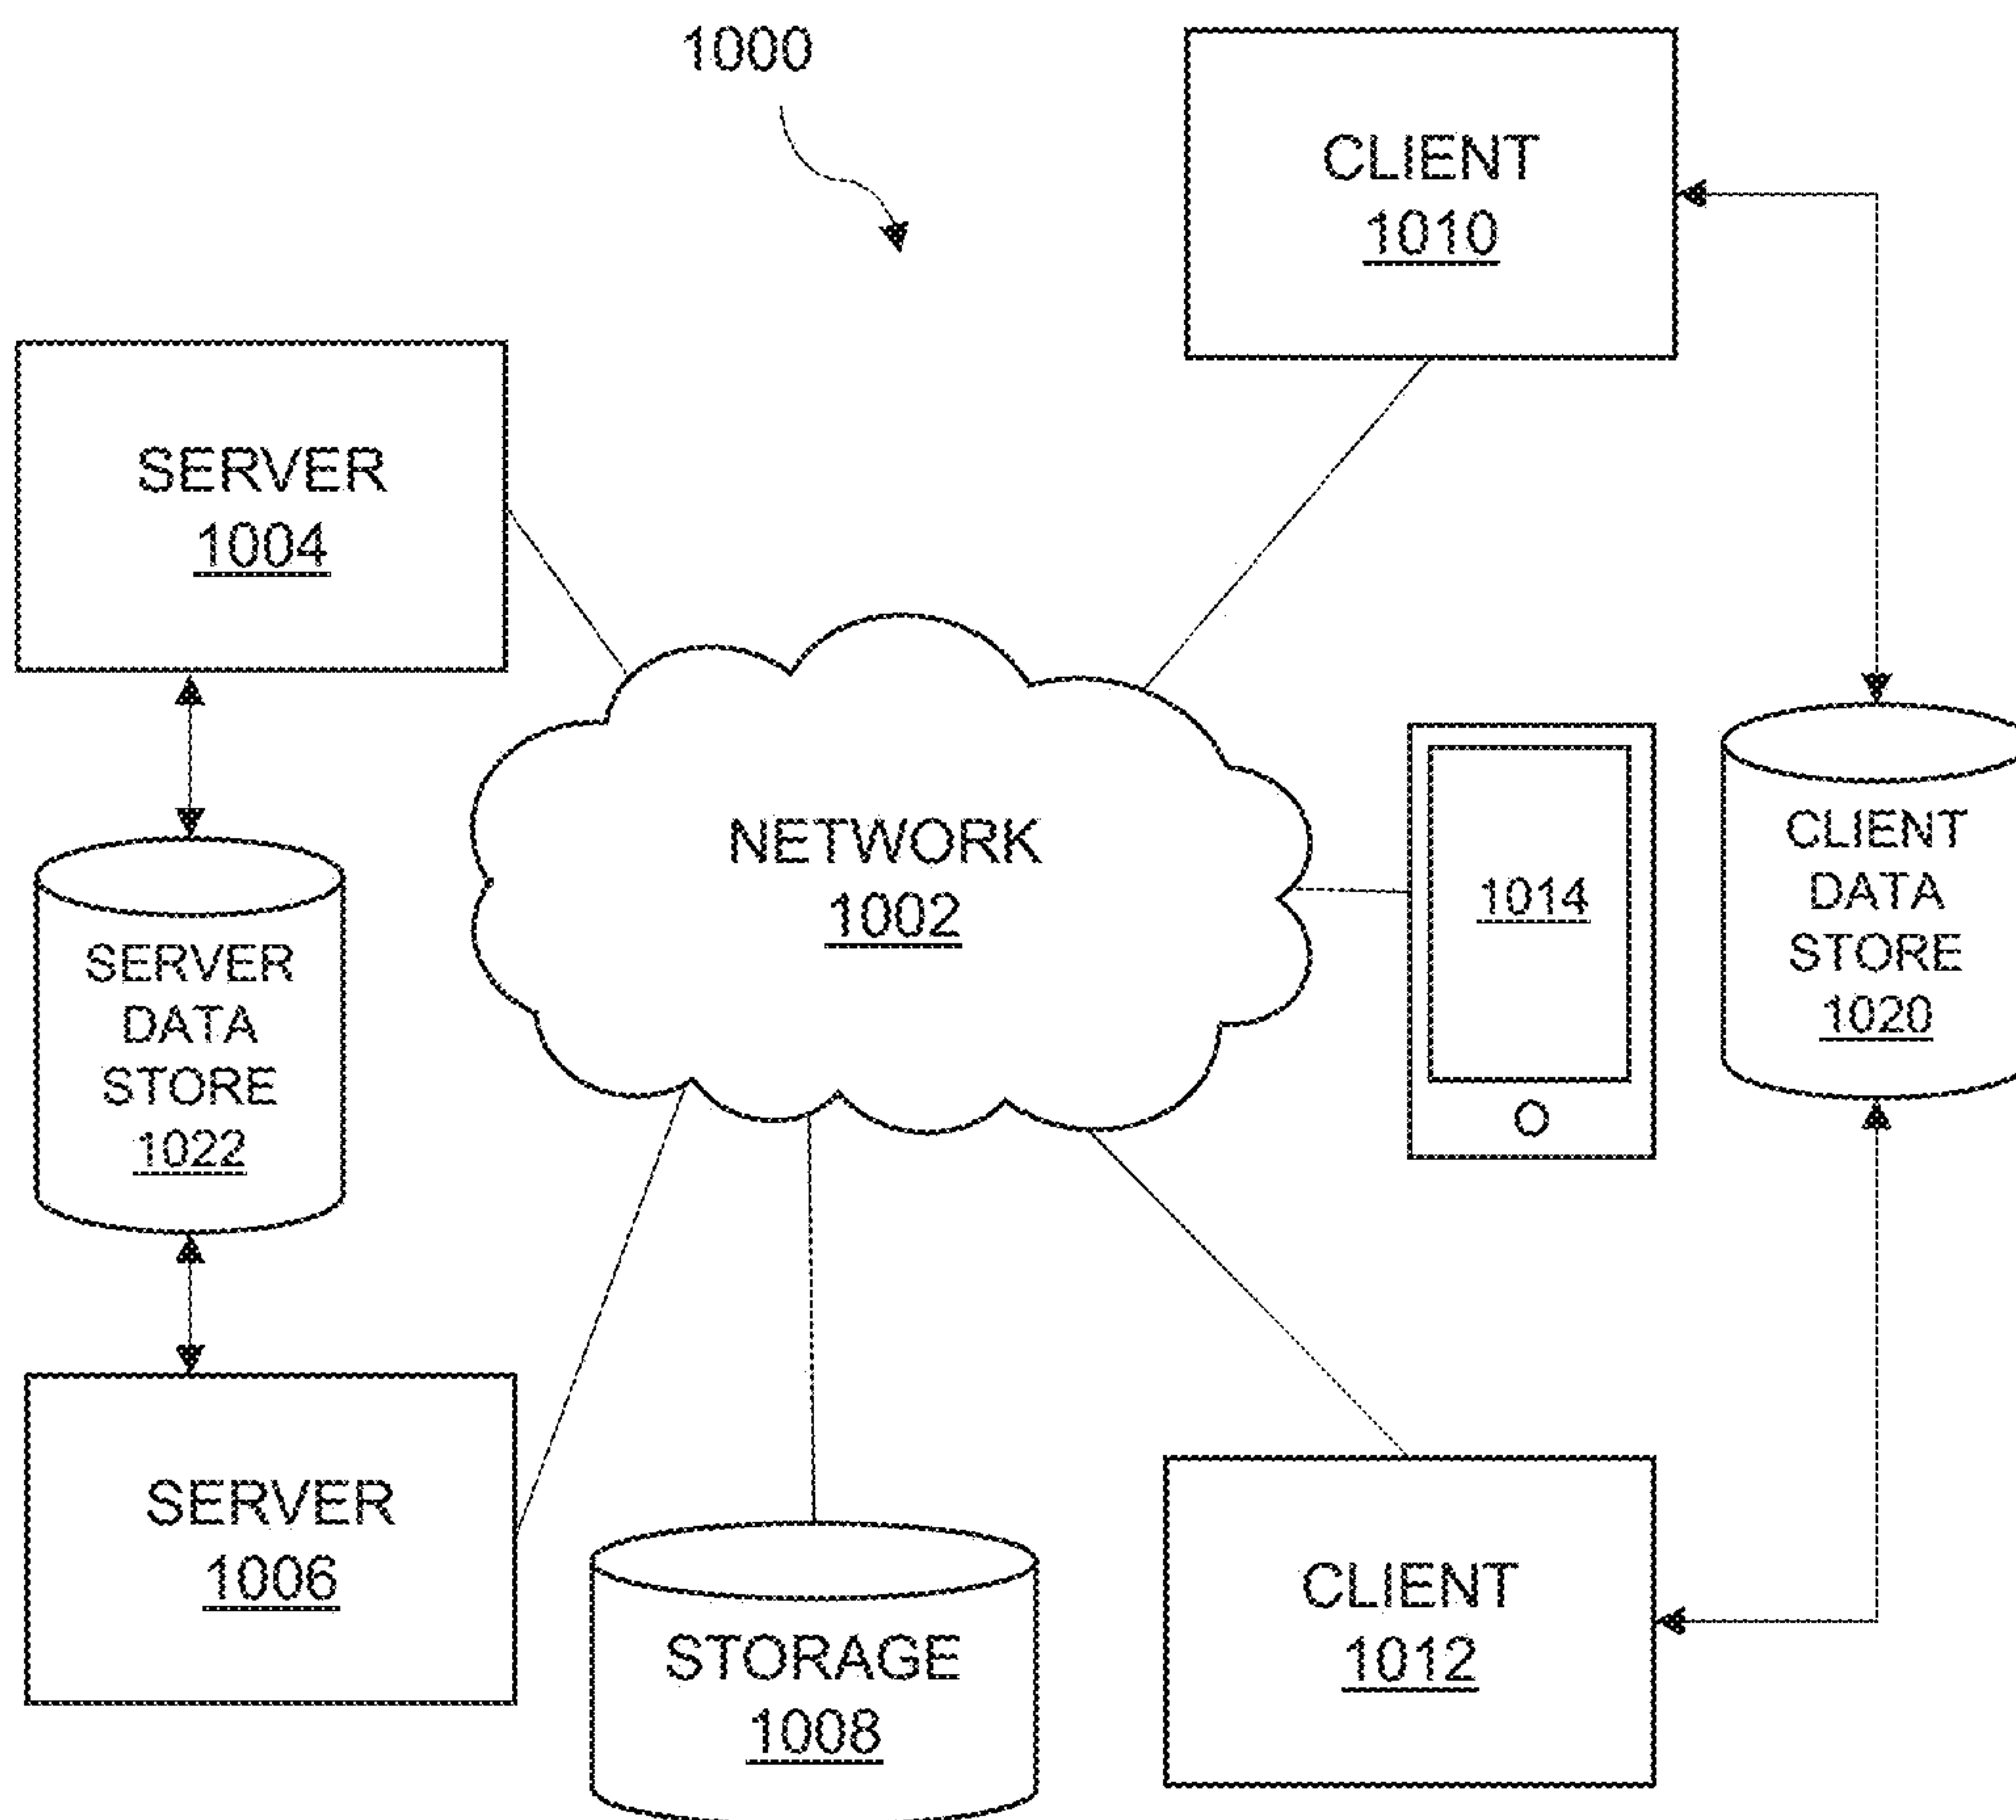 1000
CLIENT
1010
SERVER
1004
NETWORK
1002
1014
CLIENT
DATA
STORE
1020
SERVER
DATA
STORE
1022
SERVER
1006
STORAGE
1008
CLIENT
1012